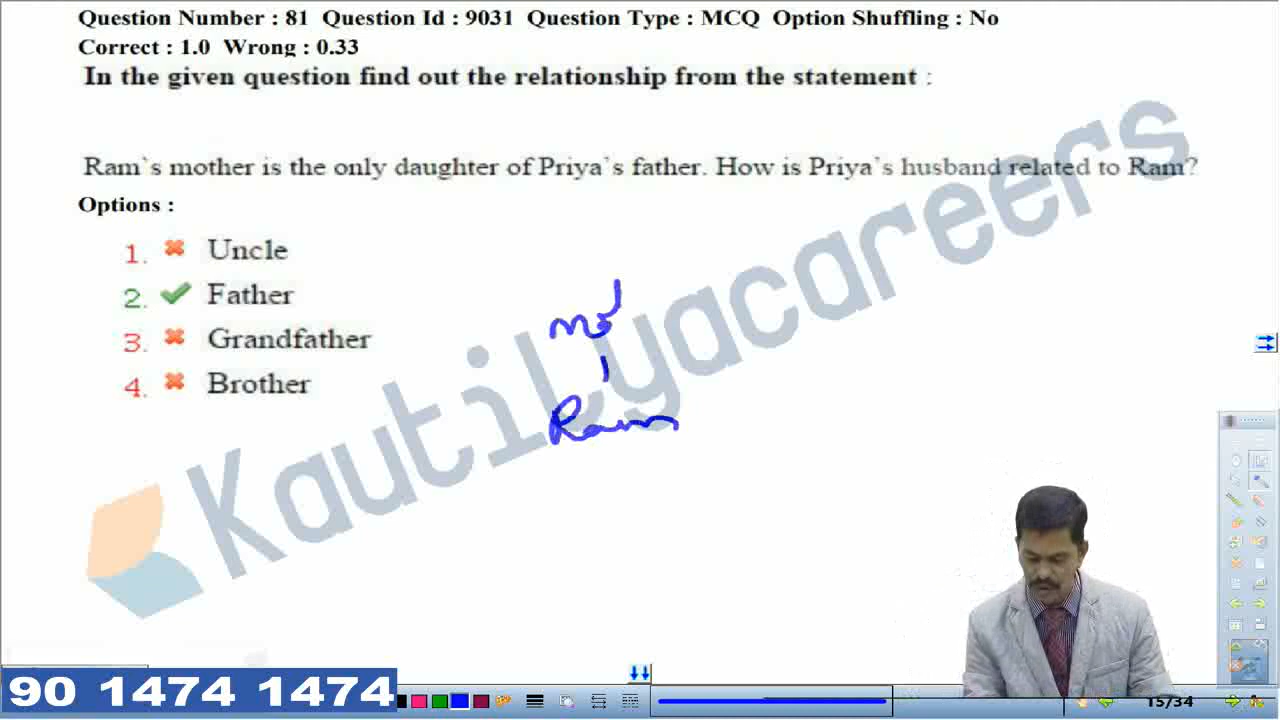 Question Number : 81 Question Id : 9031 Question Type : MCQ Option Shuffling : No
Correct : 1.0 Wrong : 0.33
In the given question find out the relationship from the statement :
Ram`s mother is the only daughter of Priya`s father. How is Priya`s husband related to Ram?
Options :
1. Uncle
2. Father
3. Grandfather
4. Brother
Kautilyacareers
Ram
90 1474 1474
15/34